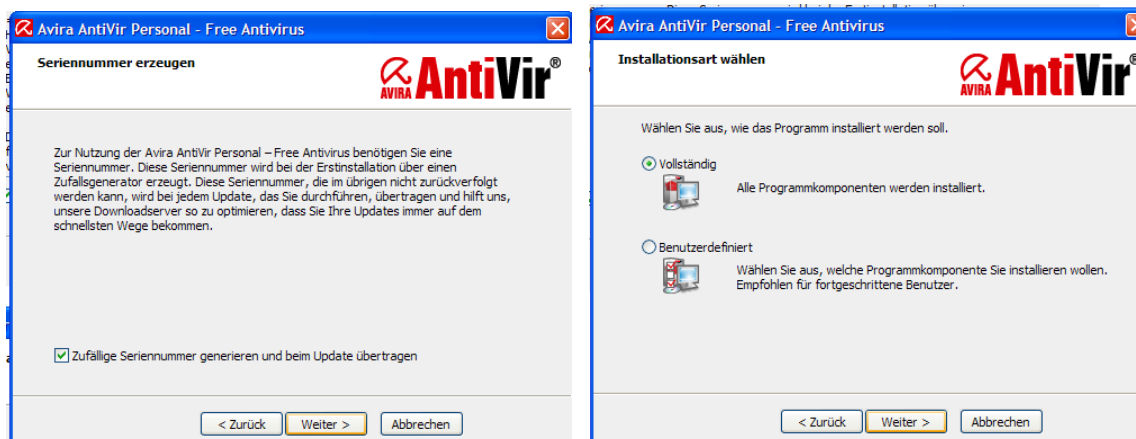 Avira AntiVir Personal - Free Antivirus
Seriennummer erzeugen
AVIRA AntiVir®
Zur Nutzung der Avira AntiVir Personal – Free Antivirus benötigen Sie eine
Seriennummer. Diese Seriennummer wird bei der Erstinstallation über einen
Zufallsgenerator erzeugt. Diese Seriennummer, die im übrigen nicht zurückverfolgt
werden kann, wird bei jedem Update, das Sie durchführen, übertragen und hilft uns,
unsere Downloadserver so zu optimieren, dass Sie Ihre Updates immer auf dem
schnellsten Wege bekommen.
Zufällige Seriennummer generieren und beim Update übertragen
< Zurück
Weiter >
Abbrechen
Avira AntiVir Personal - Free Antivirus
Installationsart wählen
AVIRA AntiVir®
Wählen Sie aus, wie das Programm installiert werden soll.
Vollständig
Alle Programmkomponenten werden installiert.
Benutzerdefiniert
Wählen Sie aus, welche Programmkomponente Sie installieren wollen.
Empfohlen für fortgeschrittene Benutzer.
< Zurück
Weiter >
Abbrechen